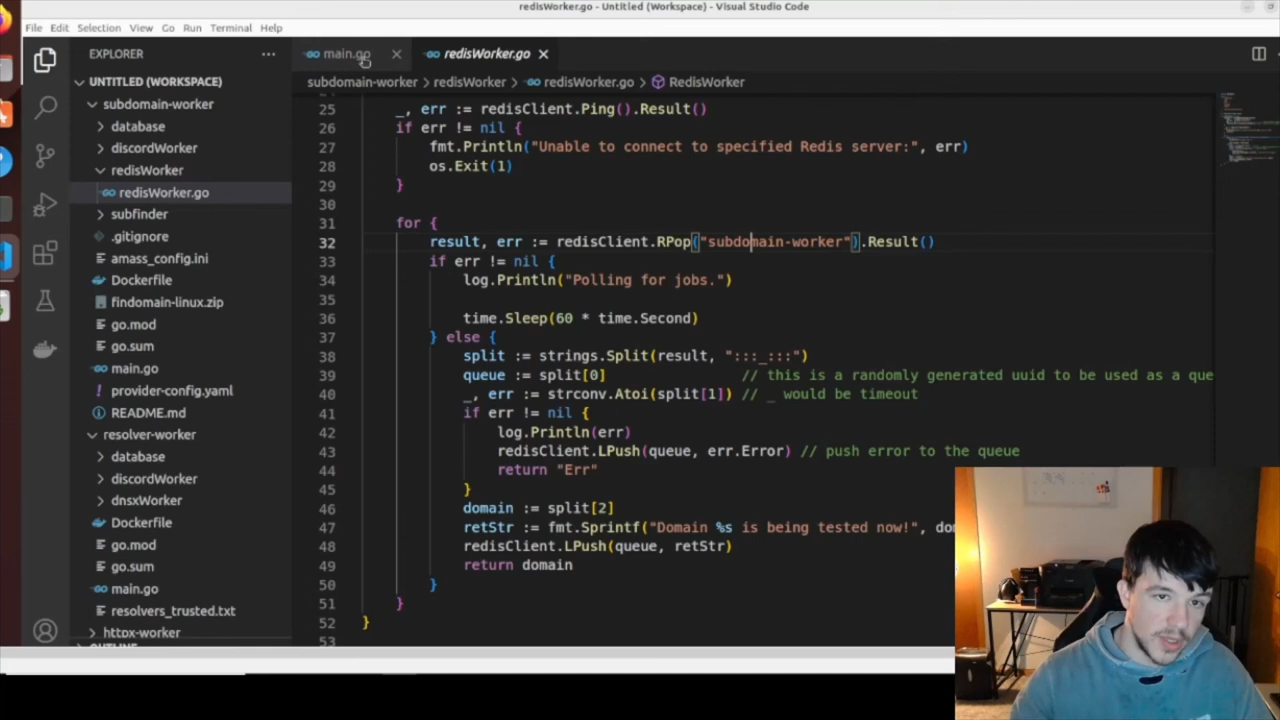 redisWorker.go - Untitled (Workspace) - Visual Studio Code
File Edit Selection View Go Run Terminal Help
EXPLORER
UNTITLED (WORKSPACE)
subdomain-worker
database
discordWorker
redisWorker
redisWorker.go
subfinder
.gitignore
amass_config.ini
Dockerfile
findomain-linux.zip
go.mod
go.sum
main.go
provider-config.yaml
README.md
resolver-worker
database
discordWorker
dnsxWorker
Dockerfile
go.mod
go.sum
main.go
resolvers_trusted.txt
httpx-worker
main.go redisWorker.go
subdomain-worker > redisWorker > redisWorker.go > RedisWorker
25 _, err := redisClient.Ping().Result()
26 if err != nil {
27 fmt.Println("Unable to connect to specified Redis server:", err)
28 os.Exit(1)
29 }
30
31 for {
32 result, err := redisClient.RPop("subdomain-worker").Result()
33 if err != nil {
34 log.Println("Polling for jobs.")
35
36 time.Sleep(60 * time.Second)
37 } else {
38 split := strings.Split(result, ":::_:::")
39 queue := split[0] // this is a randomly generated uuid to be used as a que
40 _, err := strconv.Atoi(split[1]) // _ would be timeout
41 if err != nil {
42 log.Println(err)
43 redisClient.LPush(queue, err.Error) // push error to the queue
44 return "Err"
45 }
46 domain := split[2]
47 retStr := fmt.Sprintf("Domain %s is being tested now!", do
48 redisClient.LPush(queue, retStr)
49 return domain
50 }
51 }
52 }
53